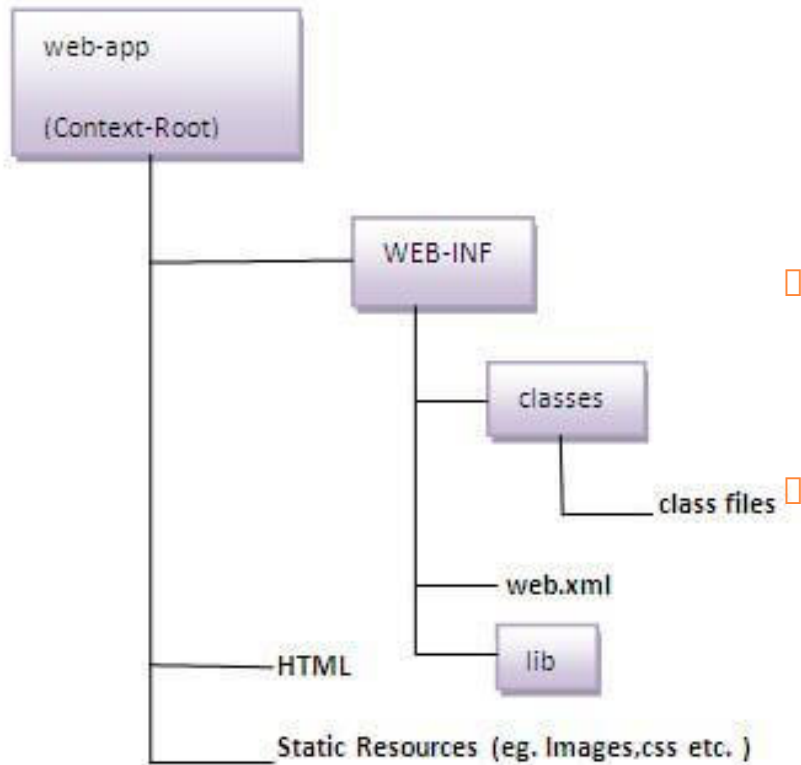 web-app
(Context-Root)
WEB-INF
classes
class files
web.xml
lib
HTML
Static Resources (eg. Images,css etc. )